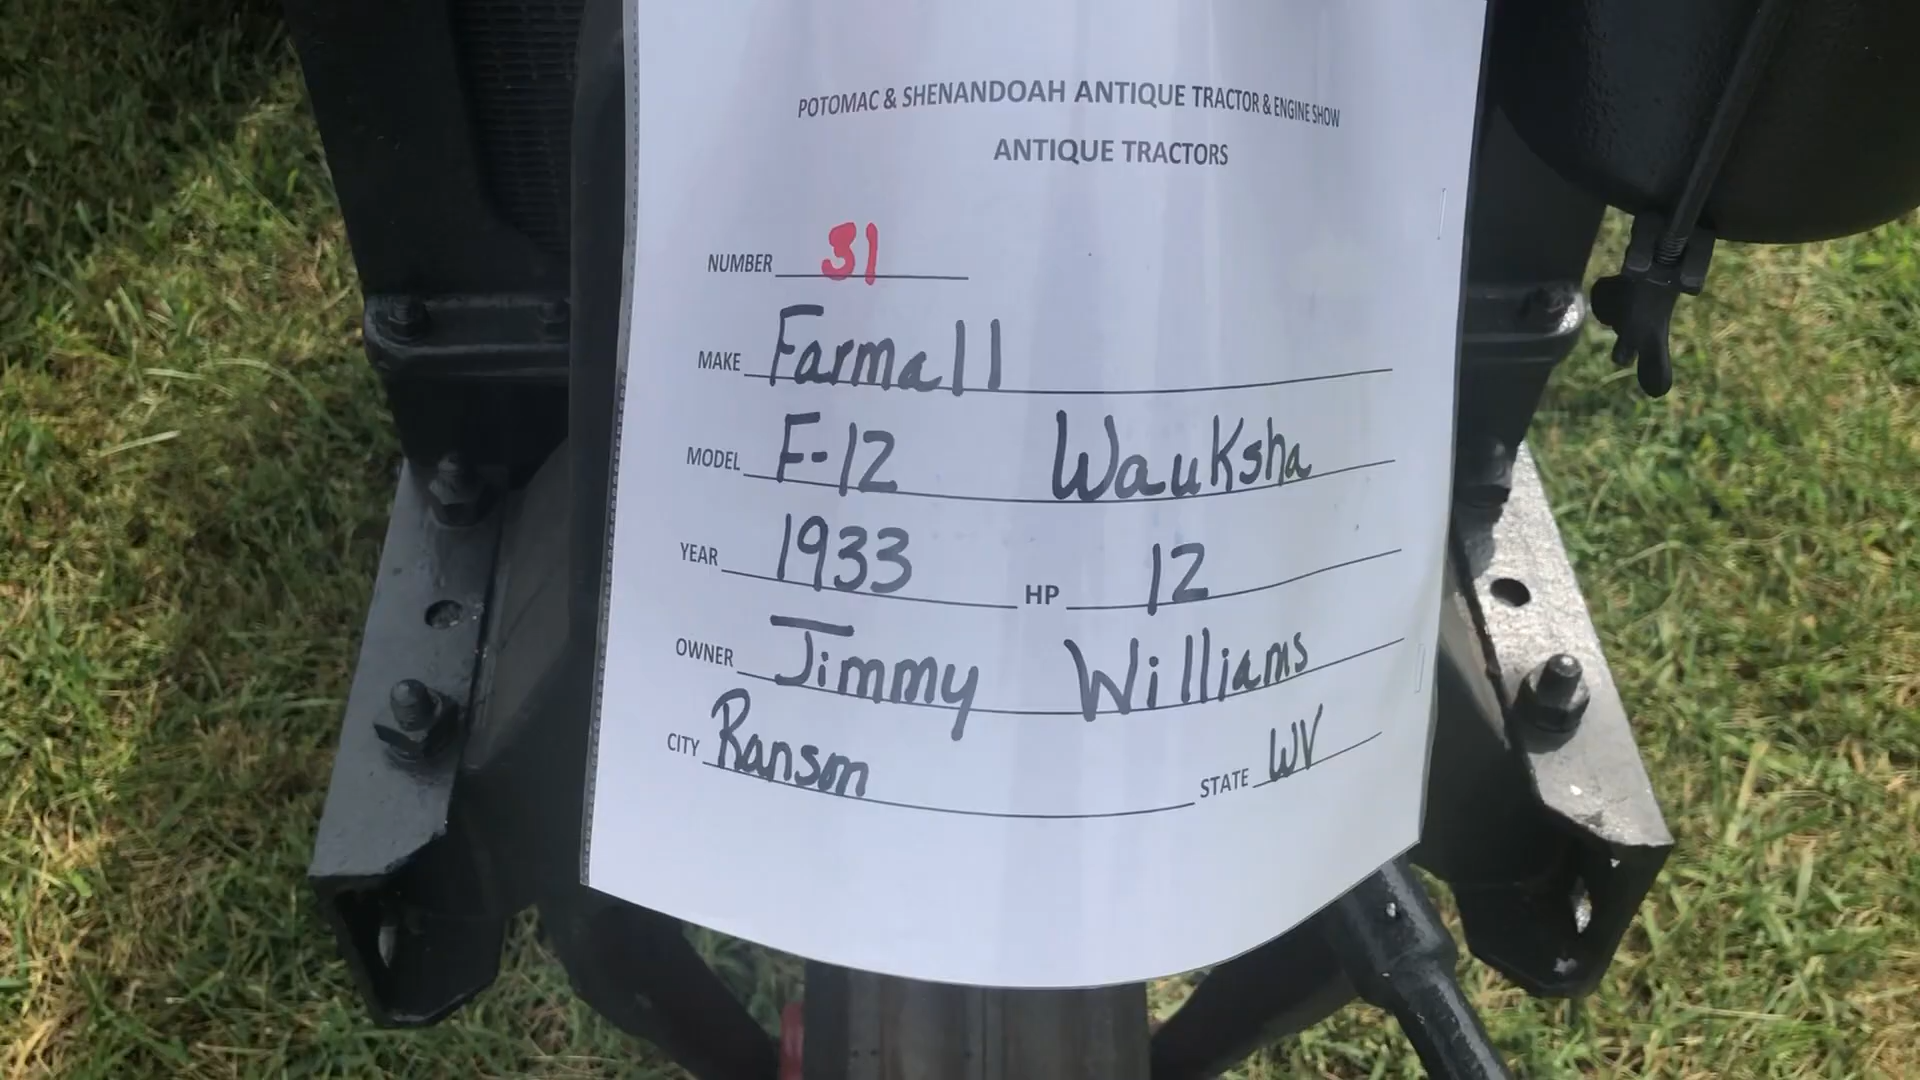 POTOMAC & SHENANDOAH ANTIQUE TRACTOR & ENGINE SHOW
ANTIQUE TRACTORS
NUMBER 31
MAKE Farmall
MODEL F-12 Wauksha
YEAR 1933 HP 12
OWNER Jimmy Williams
CITY Ranson STATE WV